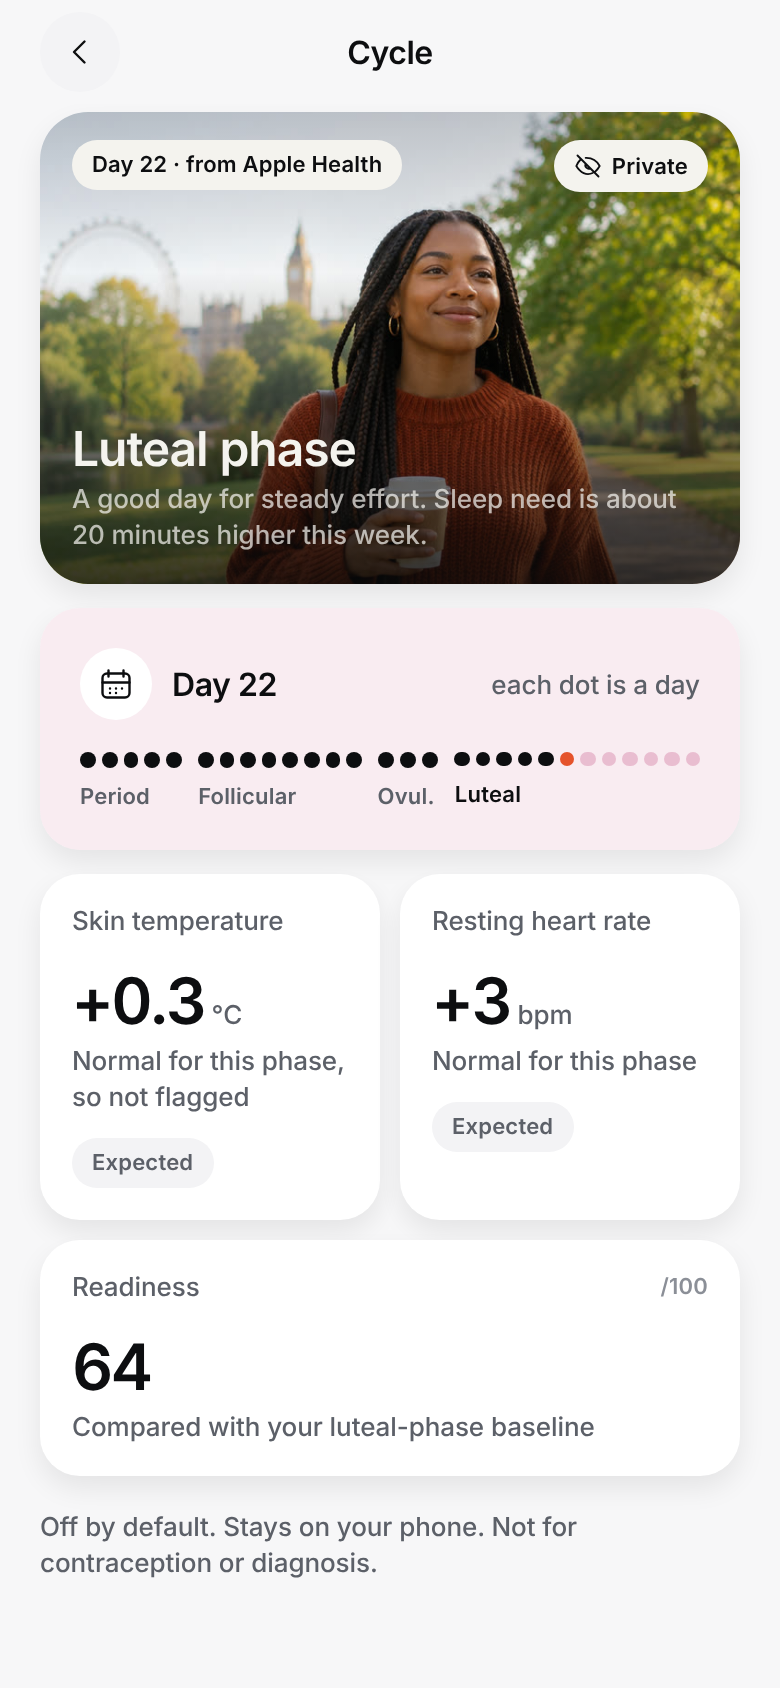 Cycle
Day 22 · from Apple Health
Private
Luteal phase
A good day for steady effort. Sleep need is about
20 minutes higher this week.
Day 22
each dot is a day
Period
Follicular
Ovul.
Luteal
Skin temperature
+0.3 °C
Normal for this phase,
so not flagged
Expected
Resting heart rate
+3 bpm
Normal for this phase
Expected
Readiness
/100
64
Compared with your luteal-phase baseline
Off by default. Stays on your phone. Not for
contraception or diagnosis.